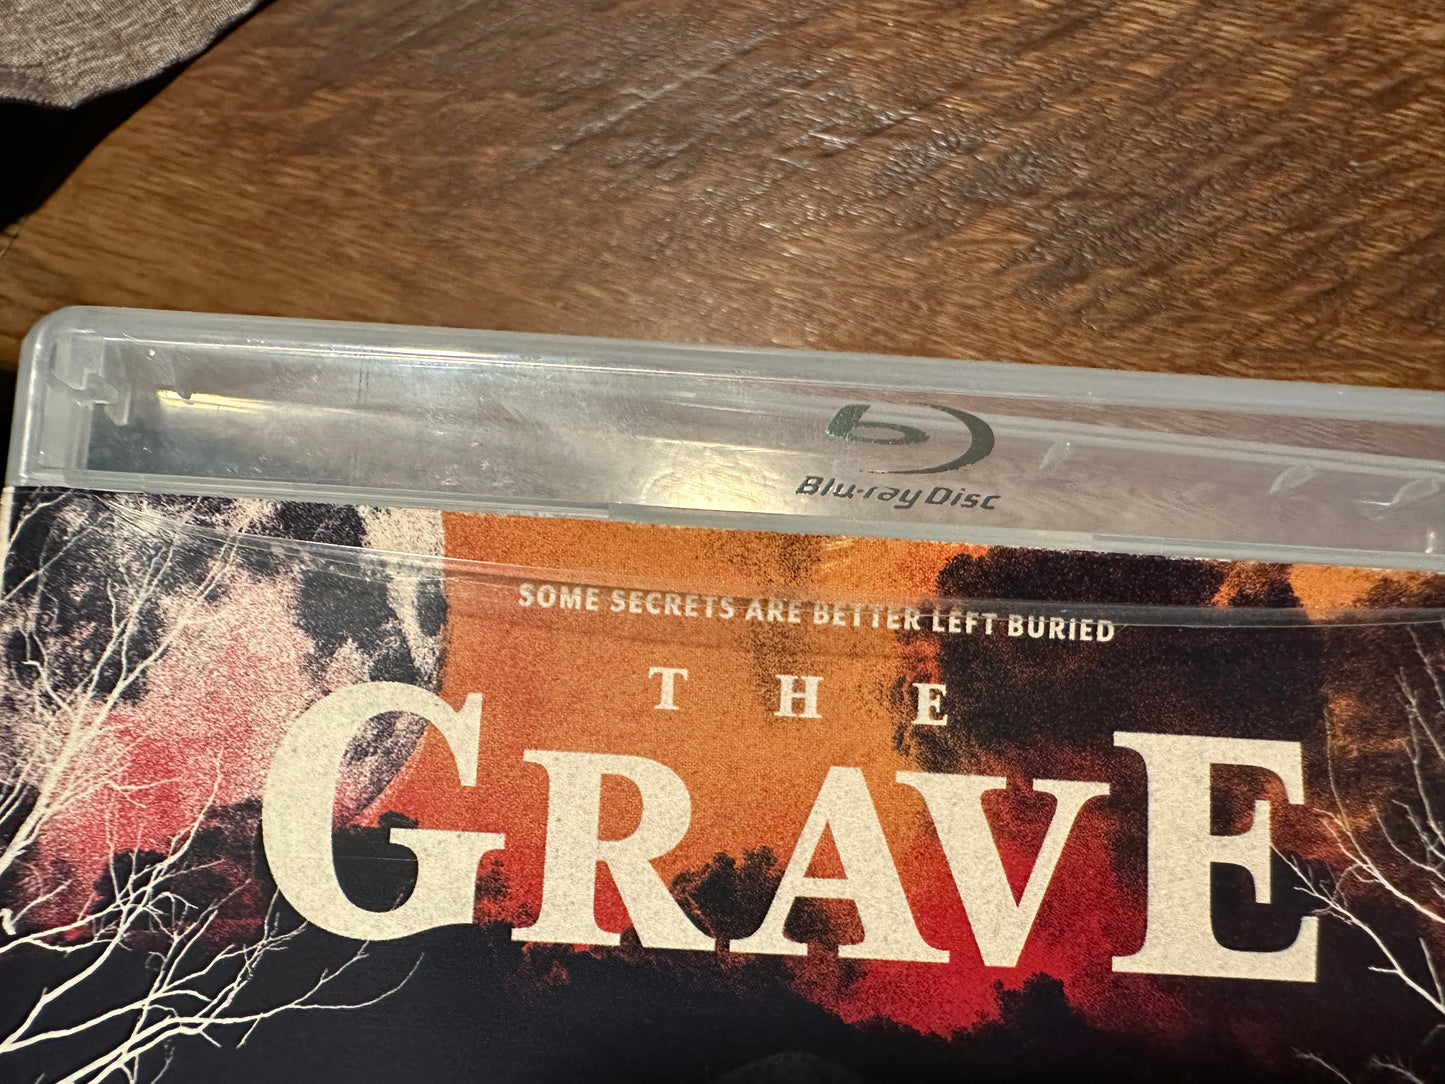 Blu-ray Disc
SOME SECRETS ARE BETTER LEFT BURIED
THE
GRAVE